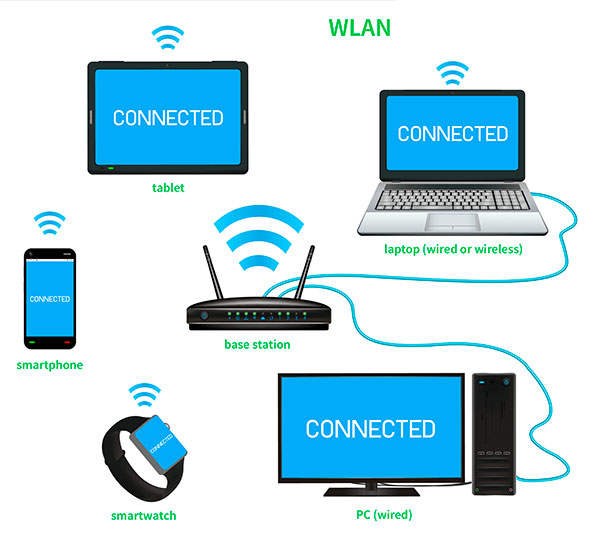 WLAN
CONNECTED
tablet
CONNECTED
laptop (wired or wireless)
CONNECTED
smartphone
base station
CONNECTED
smartwatch
CONNECTED
PC (wired)